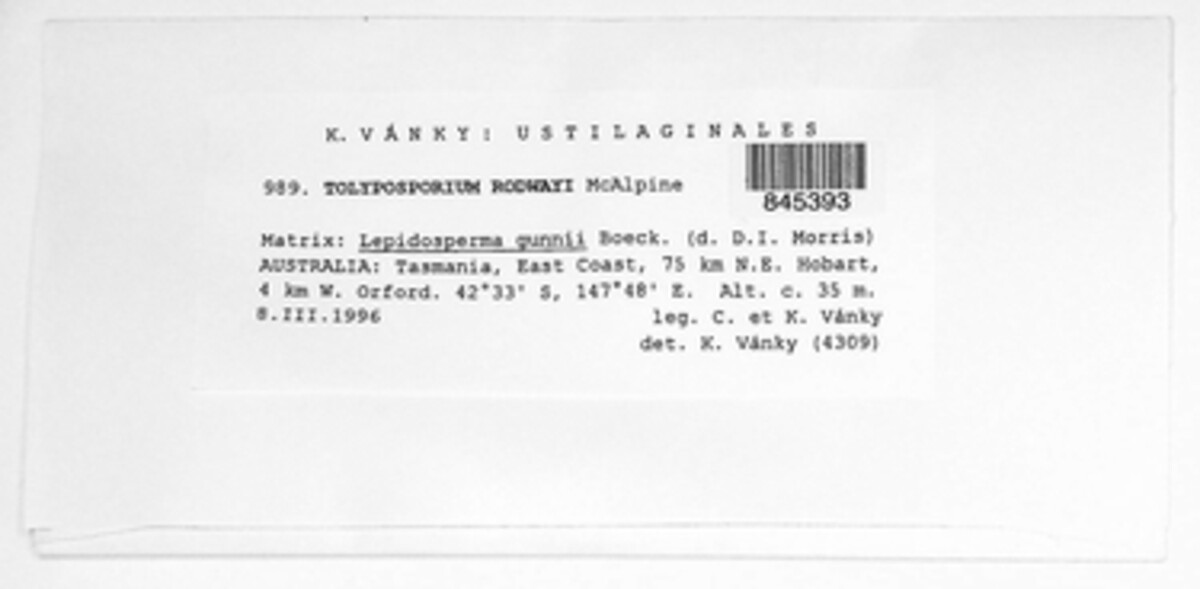 K. VÁNKY: USTILAGINALES
989. TOLYPOSPORIUM RODWAYI McAlpine
845393
Matrix: Lepidosperma gunnii Boeck. (d. D.I. Morris)
AUSTRALIA: Tasmania, East Coast, 75 km N.E. Hobart,
4 km W. Orford. 42°33' S, 147°48' E. Alt. c. 35 m.
8.III.1996 leg. C. et K. Vánky
det. K. Vánky (4309)